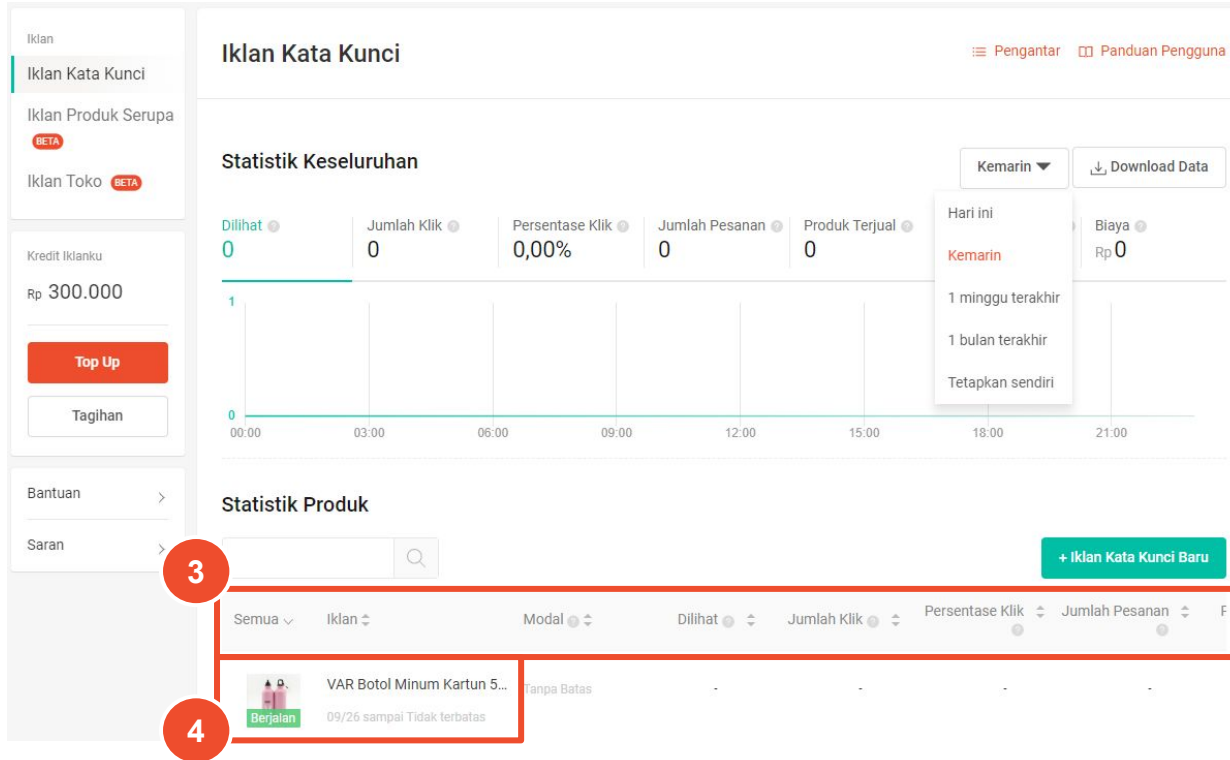 Iklan
Iklan Kata Kunci
Iklan Produk Serupa
BETA
Iklan Toko BETA
Kredit Iklanku
Rp 300.000
Top Up
Tagihan
Bantuan
Saran
Iklan Kata Kunci
Pengantar Panduan Pengguna
Statistik Keseluruhan
Kemarin Download Data
Hari ini
Kemarin
1 minggu terakhir
1 bulan terakhir
Tetapkan sendiri
Dilihat Jumlah Klik Persentase Klik Jumlah Pesanan Produk Terjual Biaya
0 0 0,00% 0 0 Rp 0
1
0
00:00 03:00 06:00 09:00 12:00 15:00 18:00 21:00
Statistik Produk
+ Iklan Kata Kunci Baru
3
Semua Iklan Modal Dilihat Jumlah Klik Persentase Klik Jumlah Pesanan
VAR Botol Minum Kartun 5... Tanpa Batas - - - -
Berjalan 09/26 sampai Tidak terbatas
4